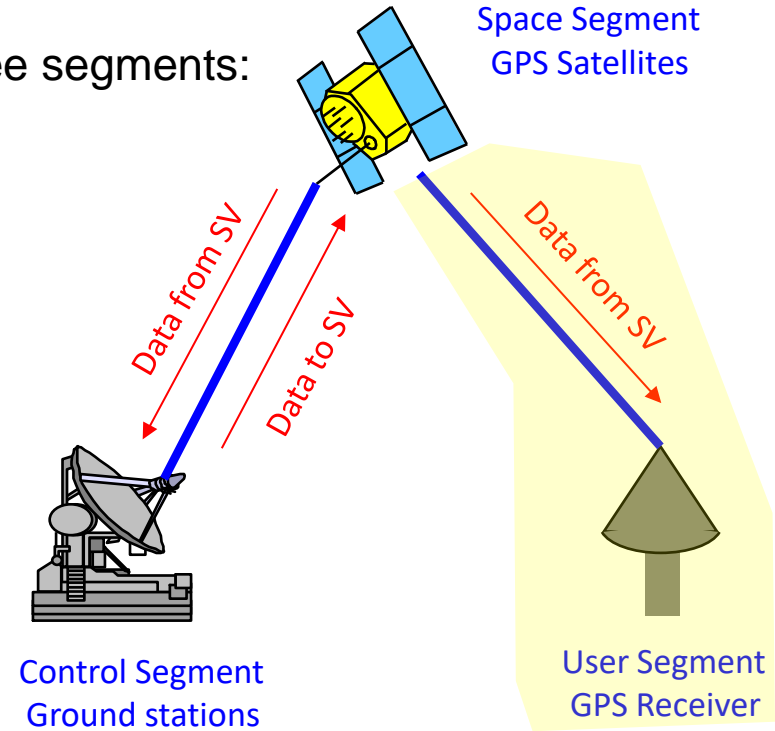 Space Segment
GPS Satellites
segments:
Data from SV
Data to SV
Data from SV
Control Segment
Ground stations
User Segment
GPS Receiver